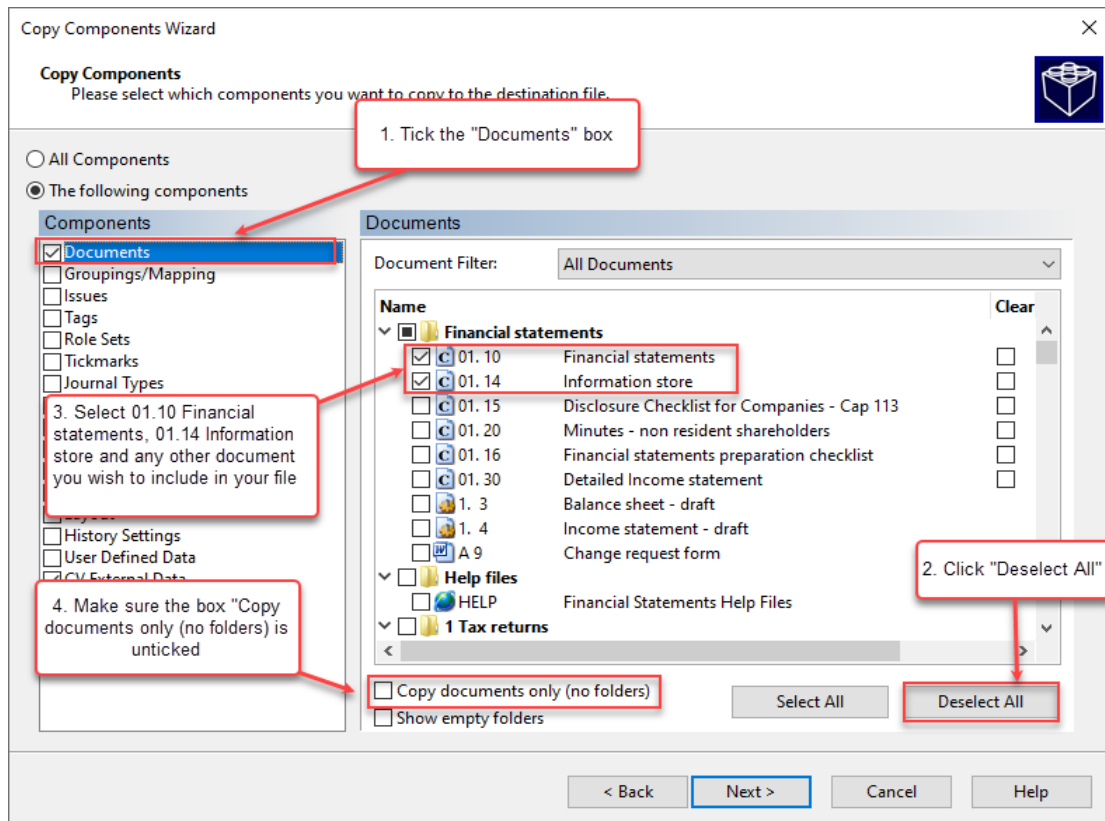 Copy Components Wizard
Copy Components
Please select which components you want to copy to the destination file.
1. Tick the "Documents" box
All Components
The following components
Components
Documents
Groupings/Mapping
Issues
Tags
Role Sets
Tickmarks
Journal Types
3. Select 01.10 Financial
statements, 01.14 Information
store and any other document
you wish to include in your file
History Settings
User Defined Data
CV External Data
4. Make sure the box "Copy
documents only (no folders) is
unticked
Documents
Document Filter: All Documents
Name Clear
Financial statements
01. 10 Financial statements
01. 14 Information store
01. 15 Disclosure Checklist for Companies - Cap 113
01. 20 Minutes - non resident shareholders
01. 16 Financial statements preparation checklist
01. 30 Detailed Income statement
1. 3 Balance sheet - draft
1. 4 Income statement - draft
A 9 Change request form
Help files
HELP Financial Statements Help Files
1 Tax returns
2. Click "Deselect All"
Copy documents only (no folders)
Show empty folders
Select All
Deselect All
< Back
Next >
Cancel
Help